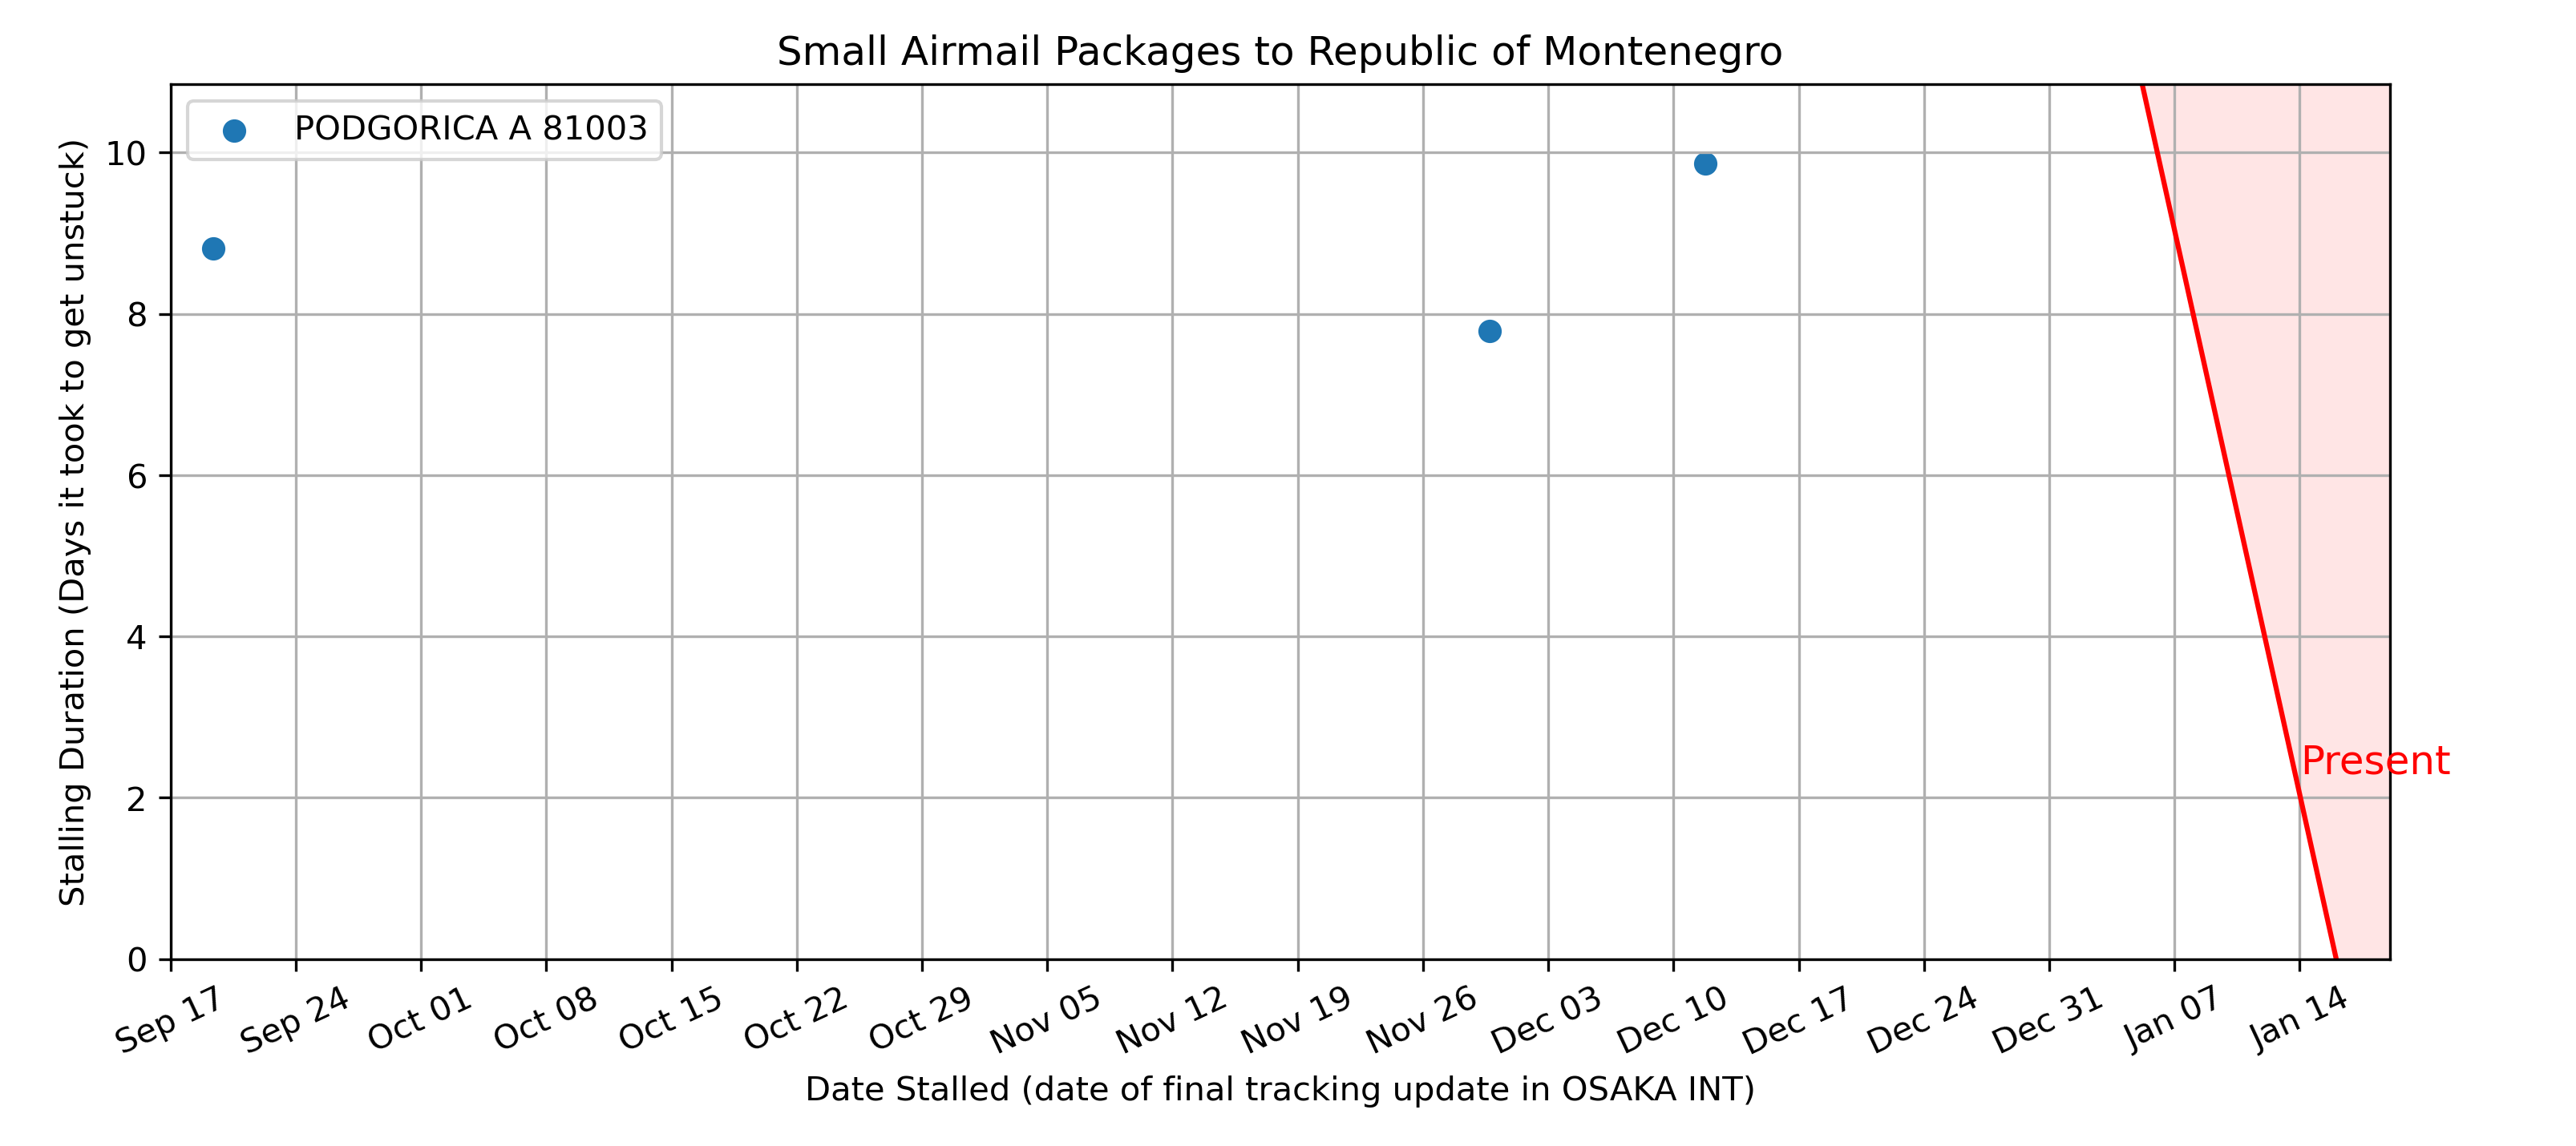 Small Airmail Packages to Republic of Montenegro
PODGORICA A 81003
Stalling Duration (Days it took to get unstuck)
10
8
6
4
2
0
Present
Sep 17
Sep 24
Oct 01
Oct 08
Oct 15
Oct 22
Oct 29
Nov 05
Nov 12
Nov 19
Nov 26
Dec 03
Dec 10
Dec 17
Dec 24
Dec 31
Jan 07
Jan 14
Date Stalled (date of final tracking update in OSAKA INT)